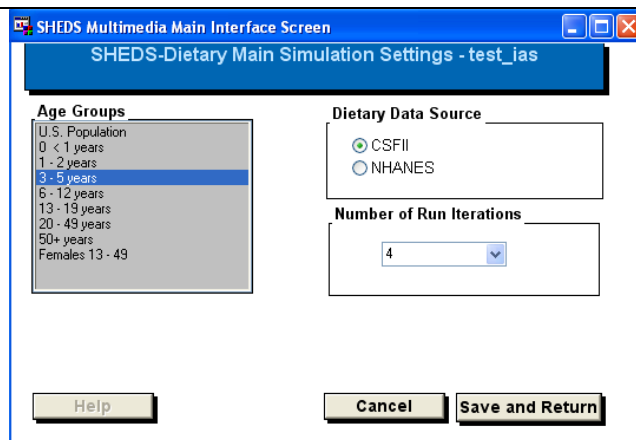 SHEDS Multimedia Main Interface Screen
SHEDS-Dietary Main Simulation Settings - test_ias
Age Groups
U.S. Population
0 < 1 years
1 - 2 years
3 - 5 years
6 - 12 years
13 - 19 years
20 - 49 years
50+ years
Females 13 - 49
Dietary Data Source
CSFII
NHANES
Number of Run Iterations
4
Help
Cancel
Save and Return